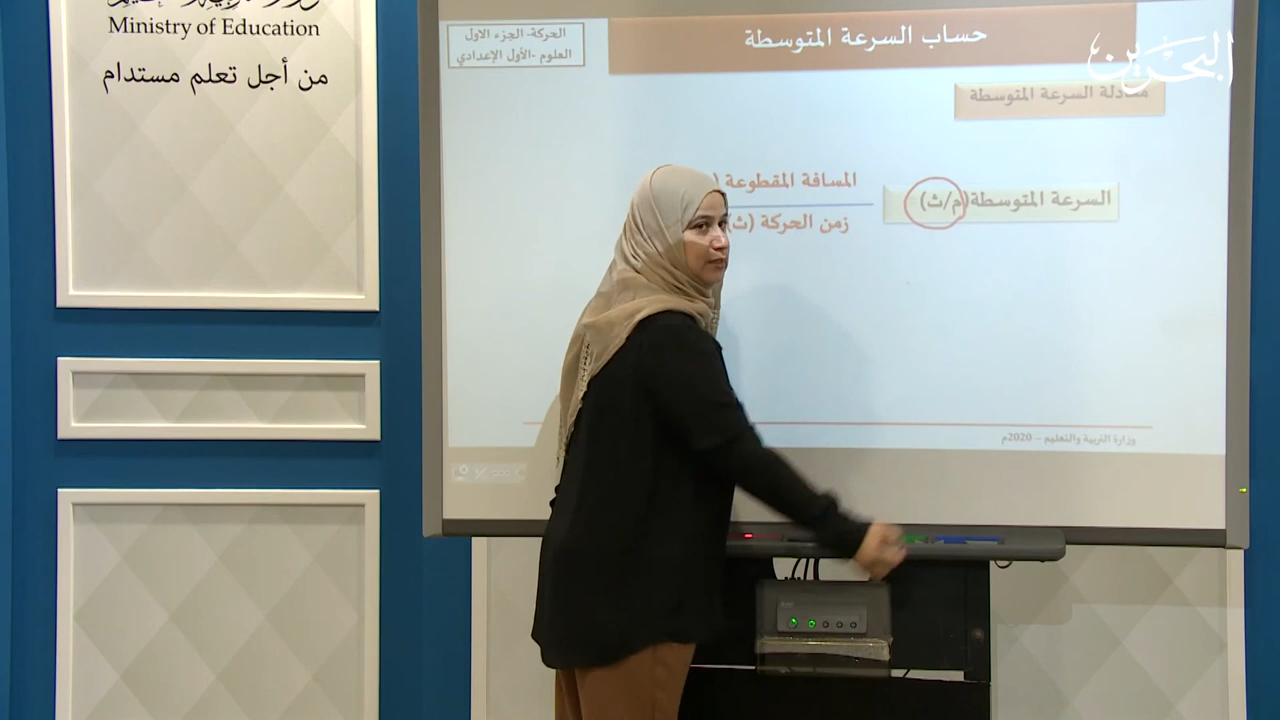 Ministry of Education
من أجل تعلم مستدام
حساب السرعة المتوسطة
الحركة- الجزء الاول
العلوم -الأول الإعدادي
البحرين
معادلة السرعة المتوسطة
السرعة المتوسطة(م/ث)
المسافة المقطوعة (
زمن الحركة (ث)
وزارة التربية والتعليم – 2020م